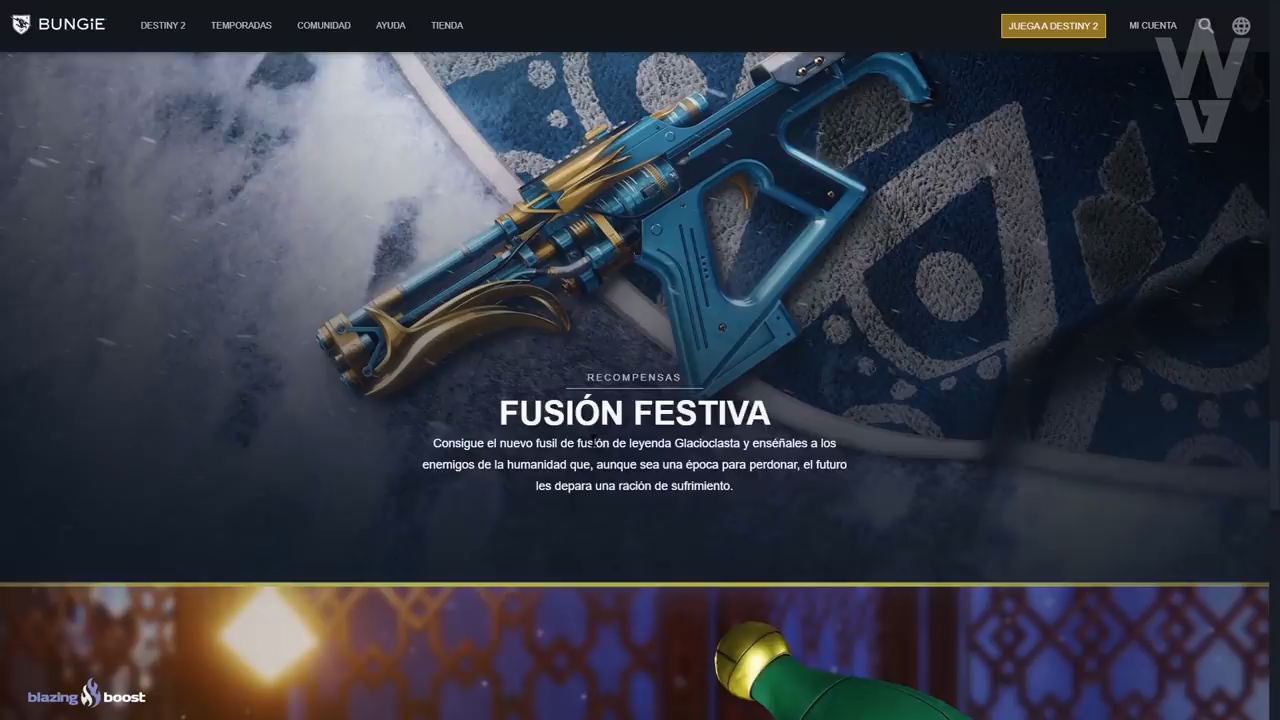 BUNGiE
DESTINY 2 TEMPORADAS COMUNIDAD AYUDA TIENDA
JUEGA A DESTINY 2 MI CUENTA
W
G
RECOMPENSAS
FUSIÓN FESTIVA
Consigue el nuevo fusil de fusión de leyenda Glacioclasta y enséñales a los
enemigos de la humanidad que, aunque sea una época para perdonar, el futuro
les depara una ración de sufrimiento.
blazing boost